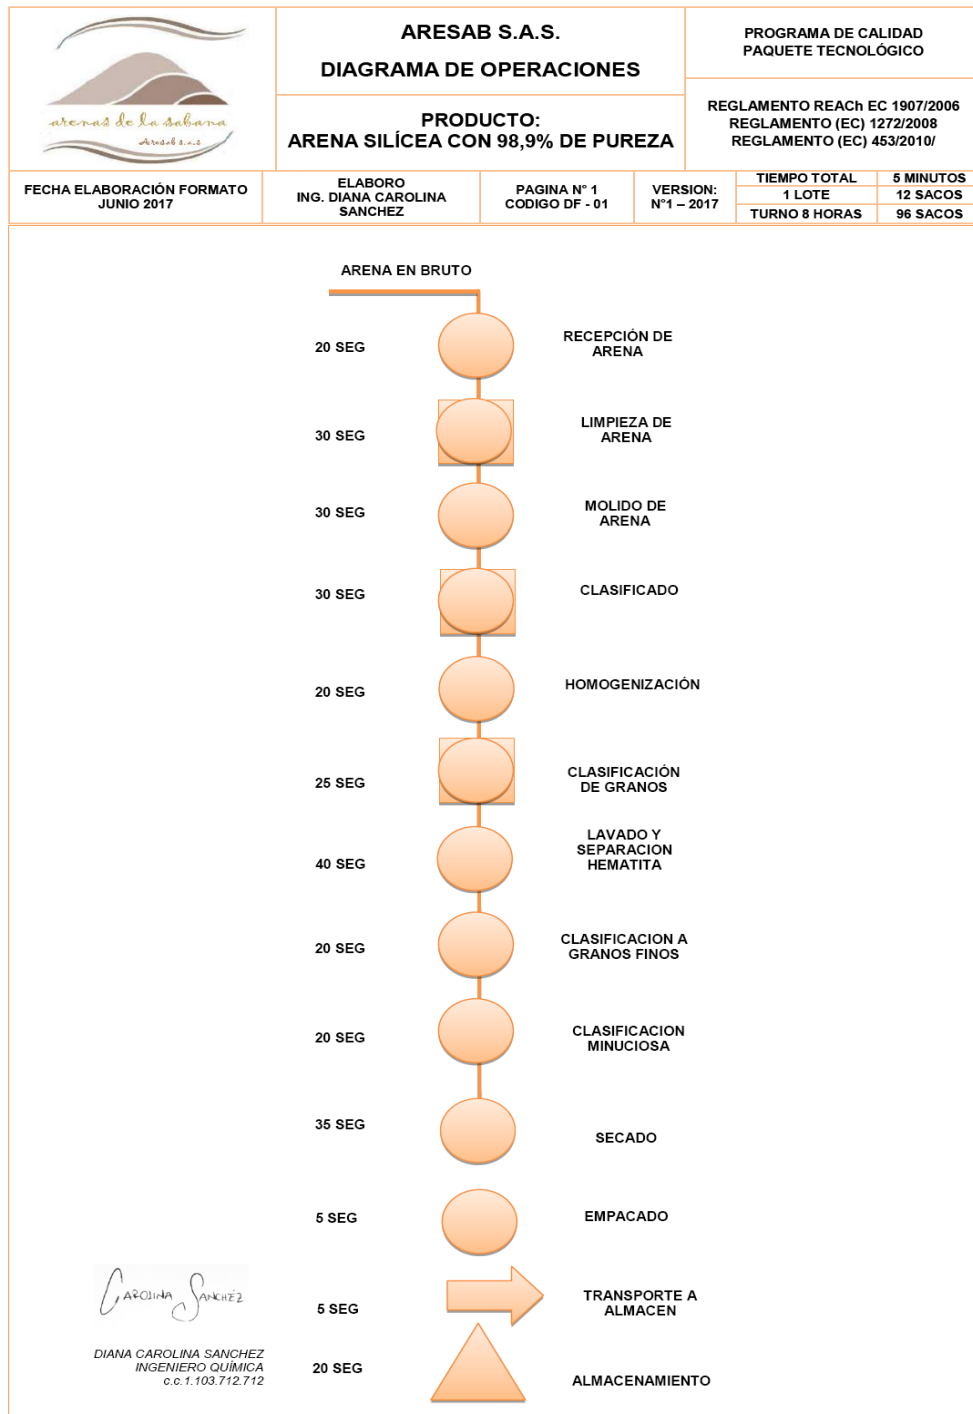 arenas de la sabana
Aresab s.a.s
ARESAB S.A.S.
DIAGRAMA DE OPERACIONES
PRODUCTO:
ARENA SILÍCEA CON 98,9% DE PUREZA
PROGRAMA DE CALIDAD
PAQUETE TECNOLÓGICO
REGLAMENTO REACh EC 1907/2006
REGLAMENTO (EC) 1272/2008
REGLAMENTO (EC) 453/2010/
FECHA ELABORACIÓN FORMATO
JUNIO 2017
ELABORO
ING. DIANA CAROLINA
SANCHEZ
PAGINA N° 1
CODIGO DF - 01
VERSION:
N°1 – 2017
TIEMPO TOTAL 5 MINUTOS
1 LOTE 12 SACOS
TURNO 8 HORAS 96 SACOS
ARENA EN BRUTO
20 SEG
RECEPCIÓN DE
ARENA
30 SEG
LIMPIEZA DE
ARENA
30 SEG
MOLIDO DE
ARENA
30 SEG
CLASIFICADO
20 SEG
HOMOGENIZACIÓN
25 SEG
CLASIFICACIÓN
DE GRANOS
40 SEG
LAVADO Y
SEPARACION
HEMATITA
20 SEG
CLASIFICACION A
GRANOS FINOS
20 SEG
CLASIFICACION
MINUCIOSA
35 SEG
SECADO
5 SEG
EMPACADO
5 SEG
TRANSPORTE A
ALMACEN
20 SEG
ALMACENAMIENTO
CAROLINA SANCHEZ
DIANA CAROLINA SANCHEZ
INGENIERO QUÍMICA
c.c.1.103.712.712